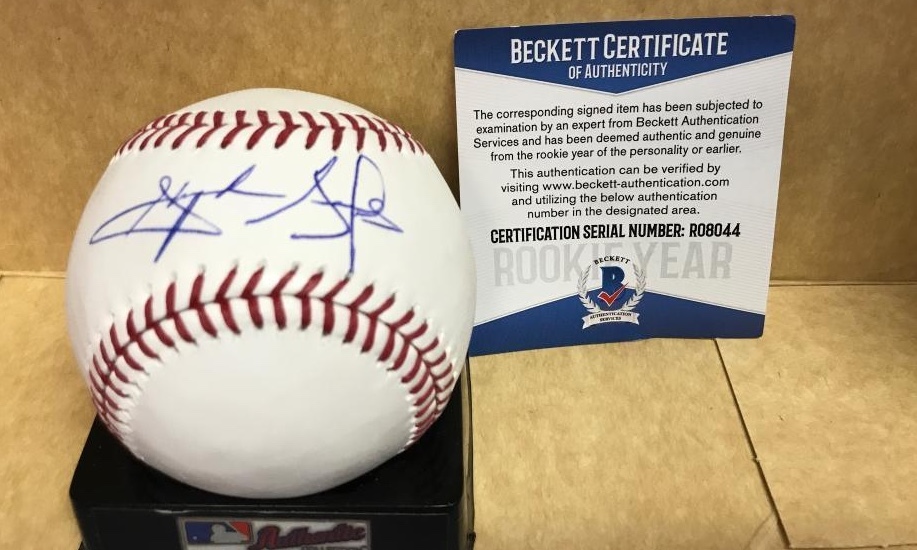 BECKETT CERTIFICATE
OF AUTHENTICITY
The corresponding signed item has been subjected to
examination by an expert from Beckett Authentication
Services and has been deemed authentic and genuine
from the rookie year of the personality or earlier.
This authentication can be verified by
visiting www.beckett-authentication.com
and utilizing the below authentication
number in the designated area.
CERTIFICATION SERIAL NUMBER: R08044
ROOKIE YEAR
BECKETT
B
AUTHENTICATION
SERVICES
Authentic